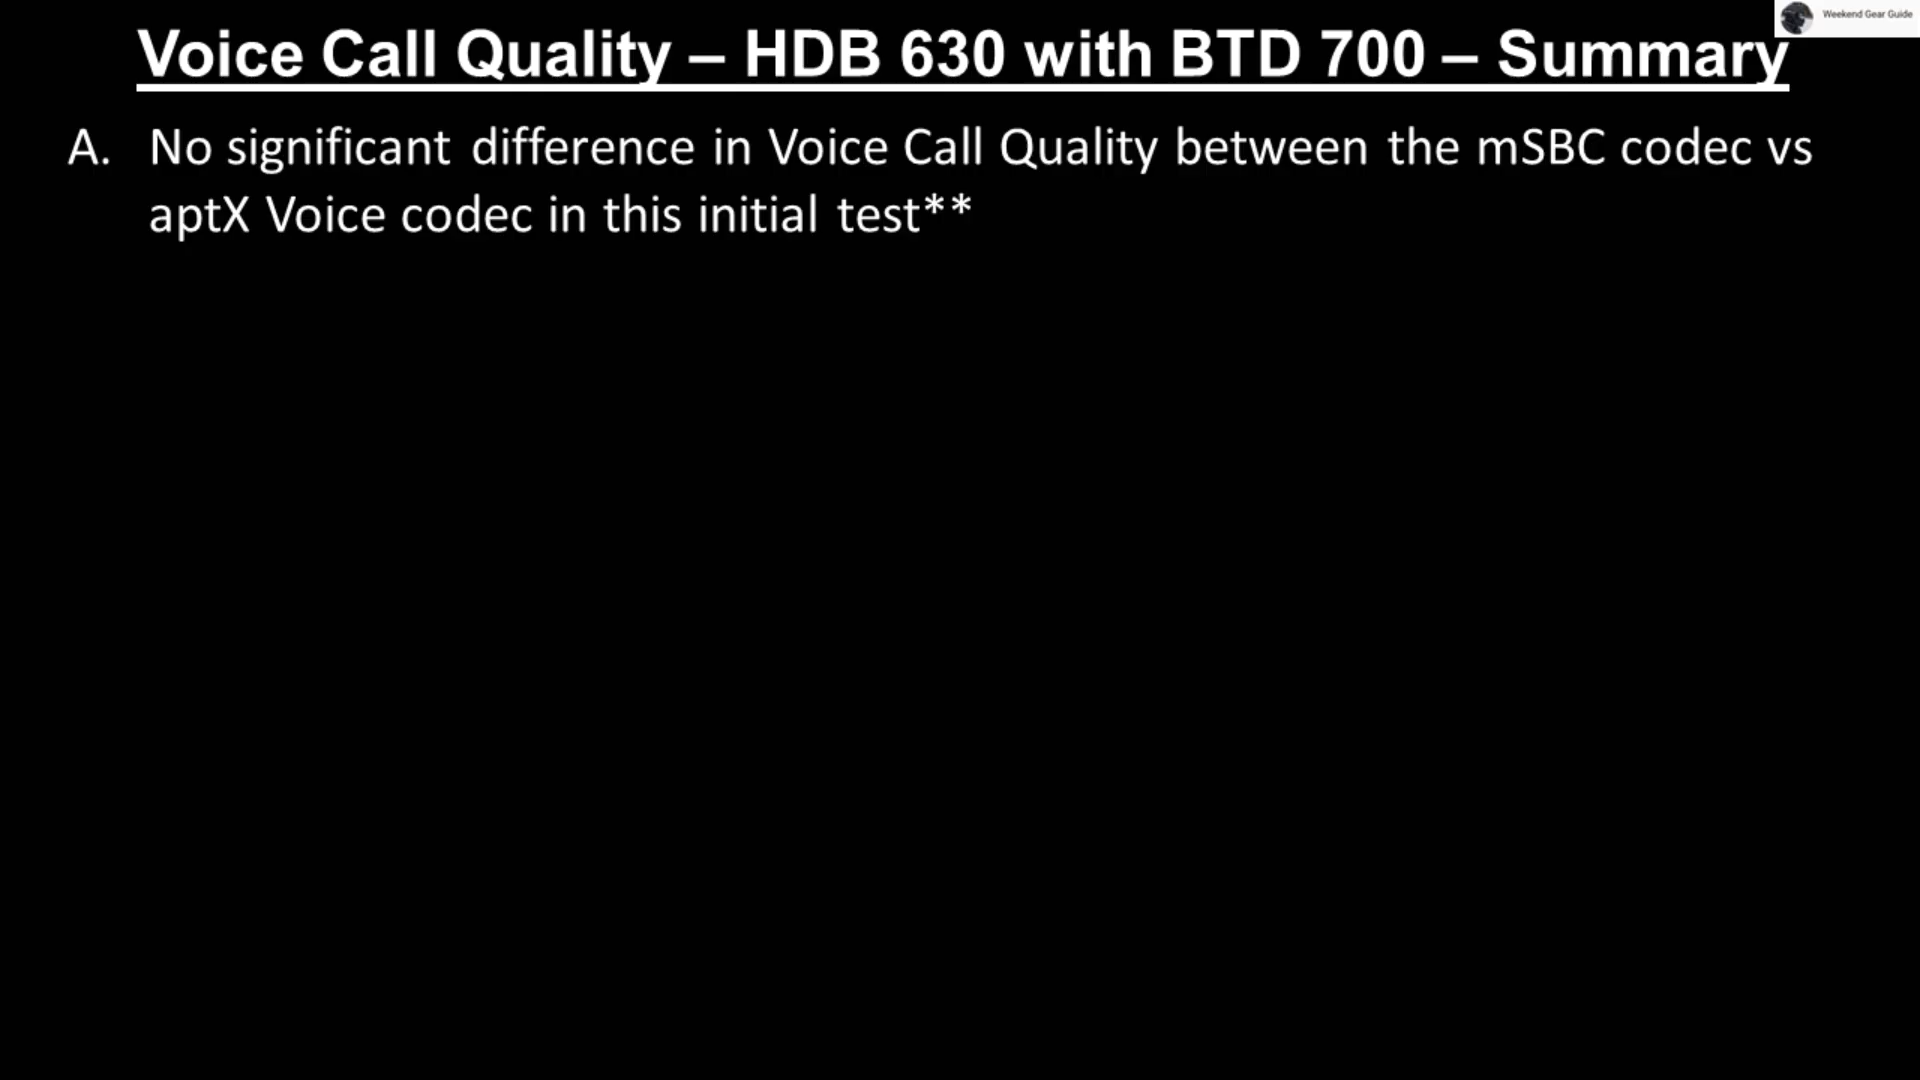 Weekend Gear Guide
Voice Call Quality – HDB 630 with BTD 700 – Summary
A. No significant difference in Voice Call Quality between the mSBC codec vs
aptX Voice codec in this initial test**